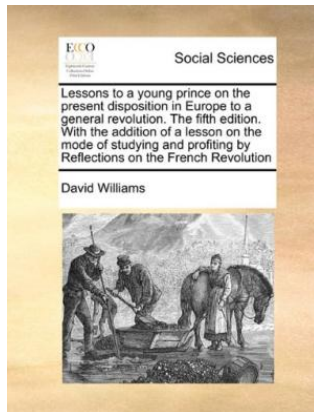 ECCO
Social Sciences
Lessons to a young prince on the
present disposition in Europe to a
general revolution. The fifth edition.
With the addition of a lesson on the
mode of studying and profiting by
Reflections on the French Revolution
David Williams